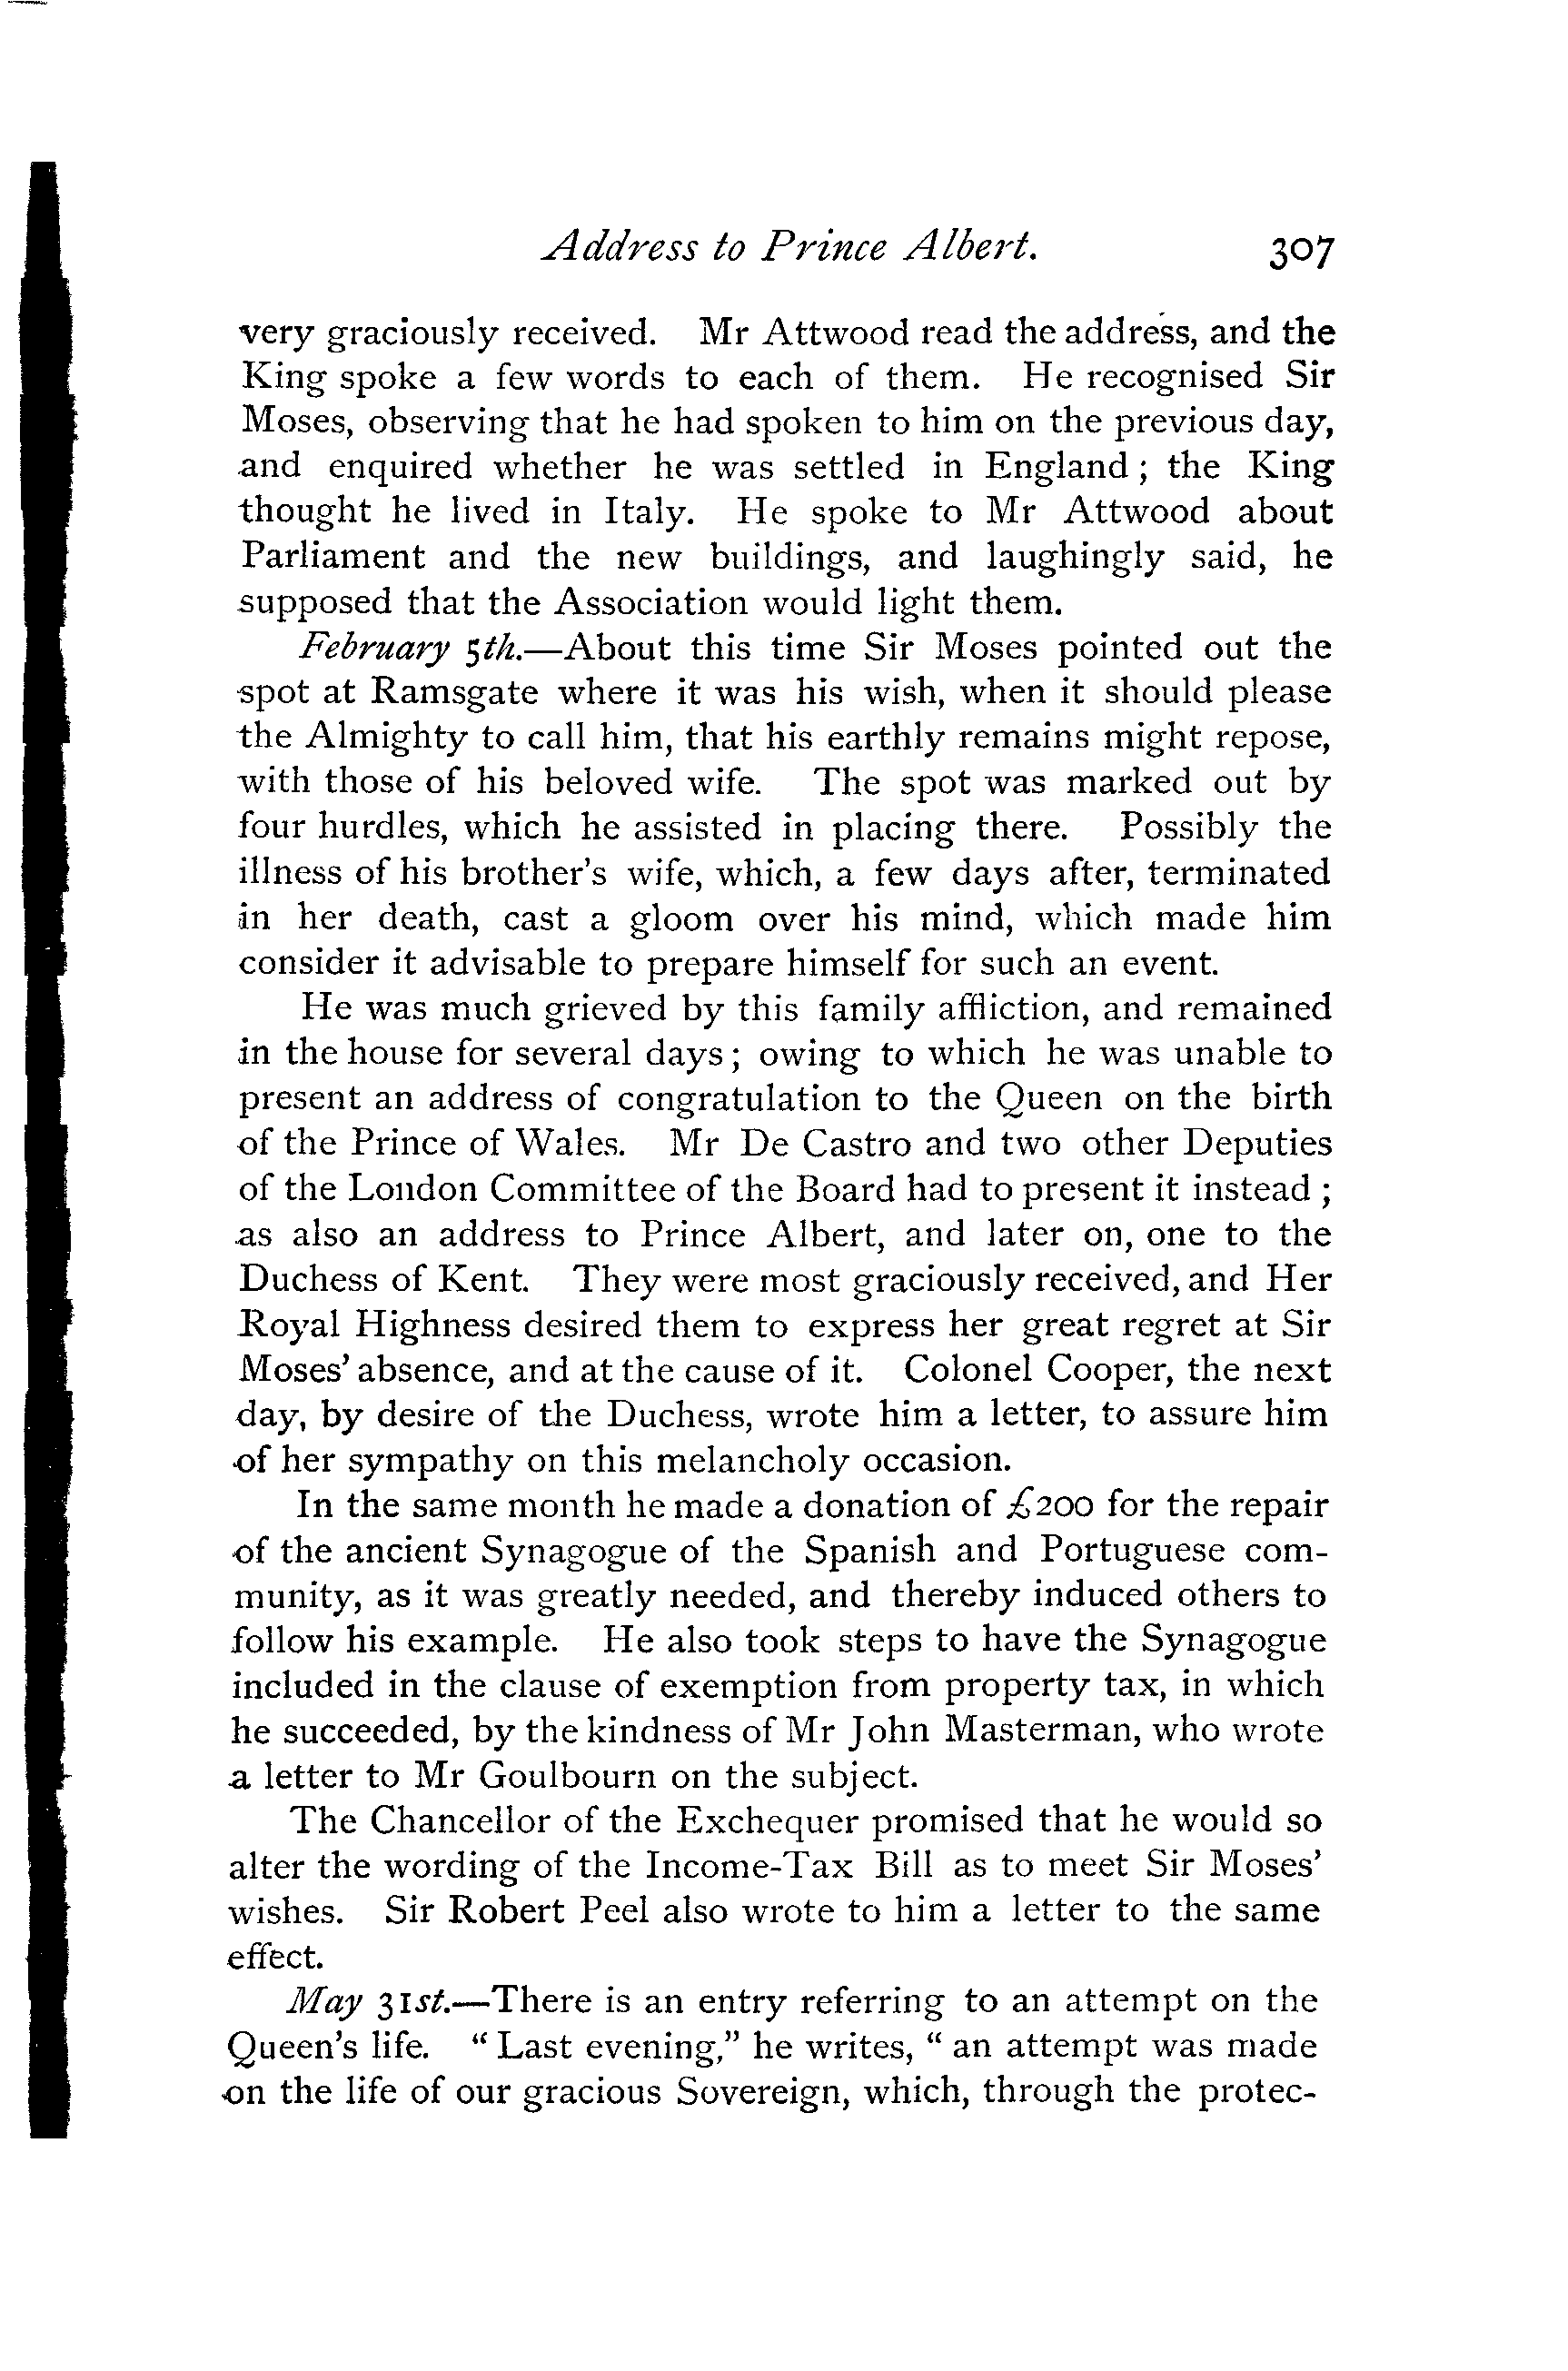 Address to Prince Albert. 307
very graciously received. Mr Attwood read the address, and the
King spoke a few words to each of them. He recognised Sir
Moses, observing that he had spoken to him on the previous day,
and enquired whether he was settled in England; the King
thought he lived in Italy. He spoke to Mr Attwood about
Parliament and the new buildings, and laughingly said, he
supposed that the Association would light them.
February 5th.—About this time Sir Moses pointed out the
spot at Ramsgate where it was his wish, when it should please
the Almighty to call him, that his earthly remains might repose,
with those of his beloved wife. The spot was marked out by
four hurdles, which he assisted in placing there. Possibly the
illness of his brother's wife, which, a few days after, terminated
in her death, cast a gloom over his mind, which made him
consider it advisable to prepare himself for such an event.
He was much grieved by this family affliction, and remained
in the house for several days; owing to which he was unable to
present an address of congratulation to the Queen on the birth
of the Prince of Wales. Mr De Castro and two other Deputies
of the London Committee of the Board had to present it instead;
as also an address to Prince Albert, and later on, one to the
Duchess of Kent. They were most graciously received, and Her
Royal Highness desired them to express her great regret at Sir
Moses' absence, and at the cause of it. Colonel Cooper, the next
day, by desire of the Duchess, wrote him a letter, to assure him
of her sympathy on this melancholy occasion.
In the same month he made a donation of £200 for the repair
of the ancient Synagogue of the Spanish and Portuguese com-
munity, as it was greatly needed, and thereby induced others to
follow his example. He also took steps to have the Synagogue
included in the clause of exemption from property tax, in which
he succeeded, by the kindness of Mr John Masterman, who wrote
a letter to Mr Goulbourn on the subject.
The Chancellor of the Exchequer promised that he would so
alter the wording of the Income-Tax Bill as to meet Sir Moses'
wishes. Sir Robert Peel also wrote to him a letter to the same
effect.
May 31st.—There is an entry referring to an attempt on the
Queen's life. "Last evening," he writes, "an attempt was made
on the life of our gracious Sovereign, which, through the protec-